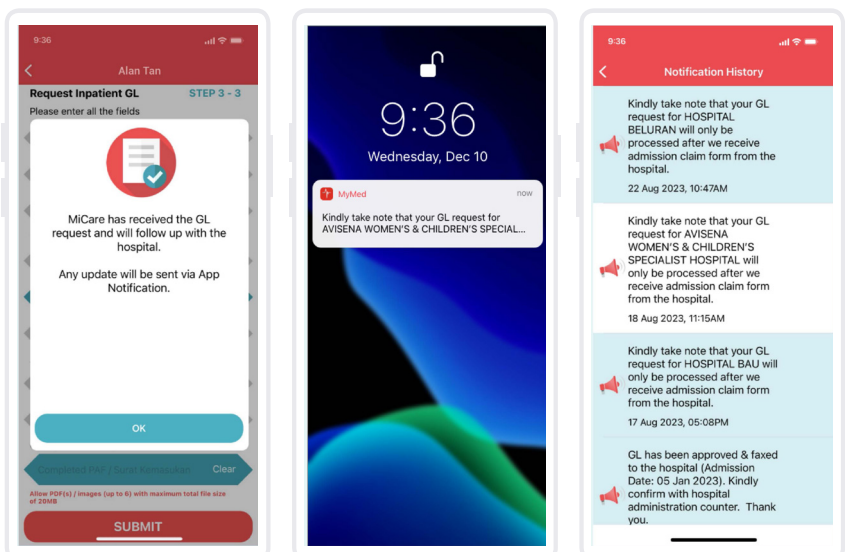 9:36
Alan Tan
Request Inpatient GL STEP 3 - 3
Please enter all the fields
MiCare has received the GL
request and will follow up with the
hospital.
Any update will be sent via App
Notification.
OK
Completed PAP / Surat Kemasukan Clear
Allow PDF(s) / images (up to 6) with maximum total file size
of 20MB
SUBMIT
9:36
Wednesday, Dec 10
MyMed now
Kindly take note that your GL request for
AVISENA WOMEN'S & CHILDREN'S SPECIAL...
9:36
Notification History
Kindly take note that your GL
request for HOSPITAL
BELURAN will only be
processed after we receive
admission claim form from the
hospital.
22 Aug 2023, 10:47AM
Kindly take note that your GL
request for AVISENA
WOMEN'S & CHILDREN'S
SPECIALIST HOSPITAL will
only be processed after we
receive admission claim form
from the hospital.
18 Aug 2023, 11:15AM
Kindly take note that your GL
request for HOSPITAL BAU will
only be processed after we
receive admission claim form
from the hospital.
17 Aug 2023, 05:08PM
GL has been approved & faxed
to the hospital (Admission
Date: 05 Jan 2023). Kindly
confirm with hospital
administration counter. Thank
you.